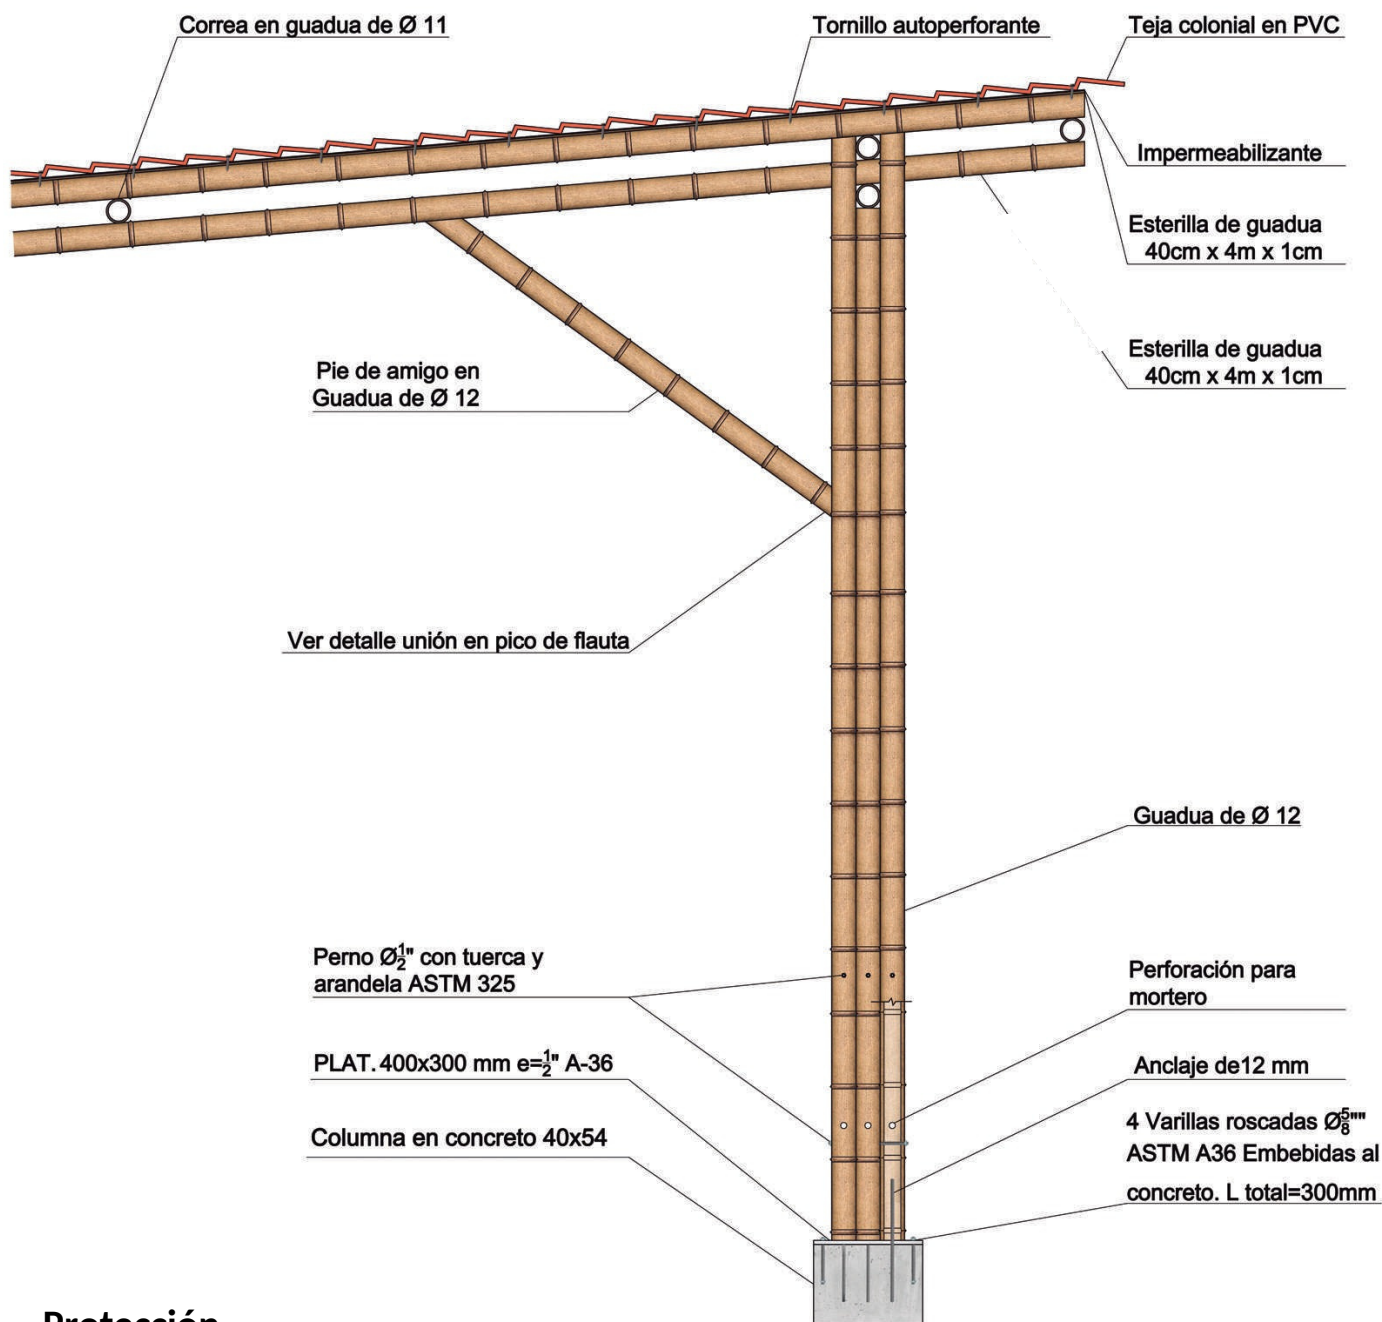 Correa en guadua de Ø 11
Tornillo autoperforante
Teja colonial en PVC
Impermeabilizante
Esterilla de guadua
40cm x 4m x 1cm
Esterilla de guadua
40cm x 4m x 1cm
Pie de amigo en
Guadua de Ø 12
Ver detalle unión en pico de flauta
Guadua de Ø 12
Perno Ø½" con tuerca y
arandela ASTM 325
Perforación para
mortero
PLAT. 400x300 mm e=½" A-36
Anclaje de12 mm
Columna en concreto 40x54
4 Varillas roscadas Ø⅝""
ASTM A36 Embebidas al
concreto. L total=300mm
Protección